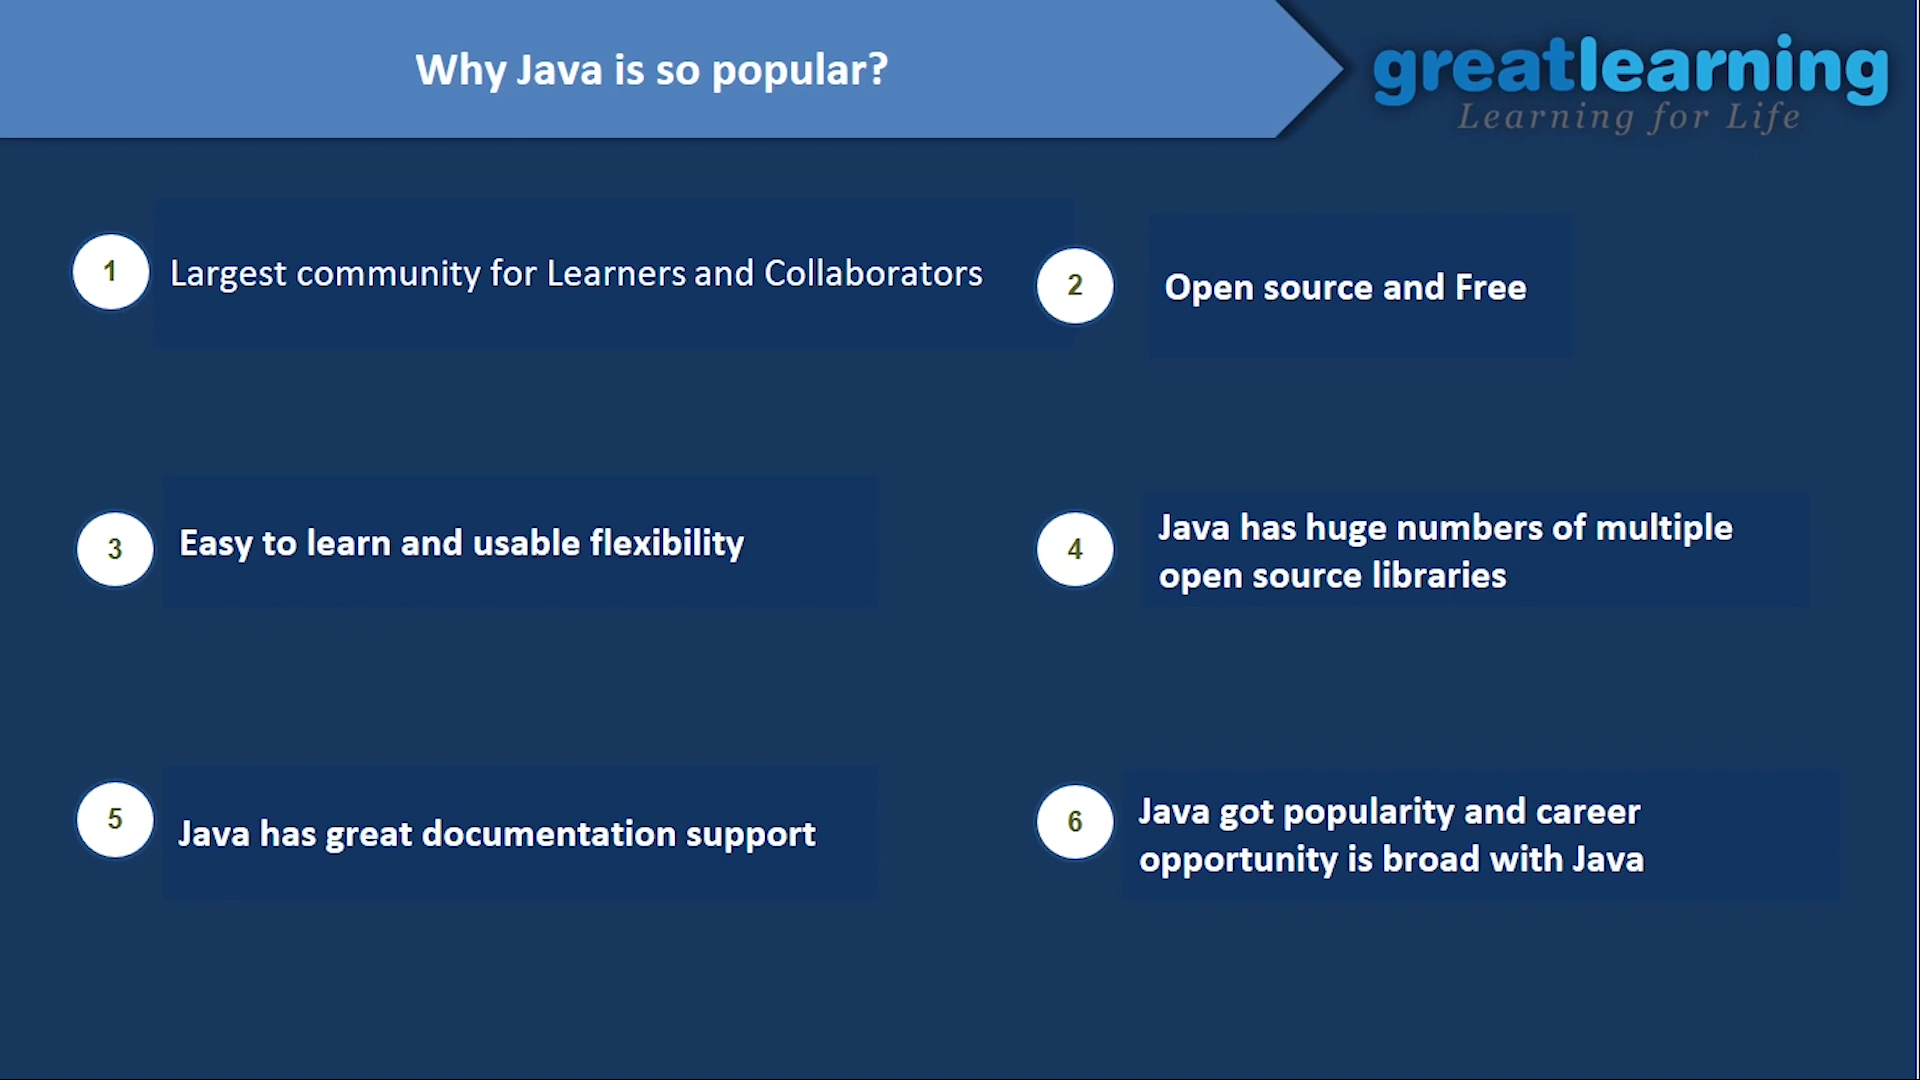 Why Java is so popular?
greatlearning
Learning for Life
1
Largest community for Learners and Collaborators
2
Open source and Free
3
Easy to learn and usable flexibility
4
Java has huge numbers of multiple
open source libraries
5
Java has great documentation support
6
Java got popularity and career
opportunity is broad with Java